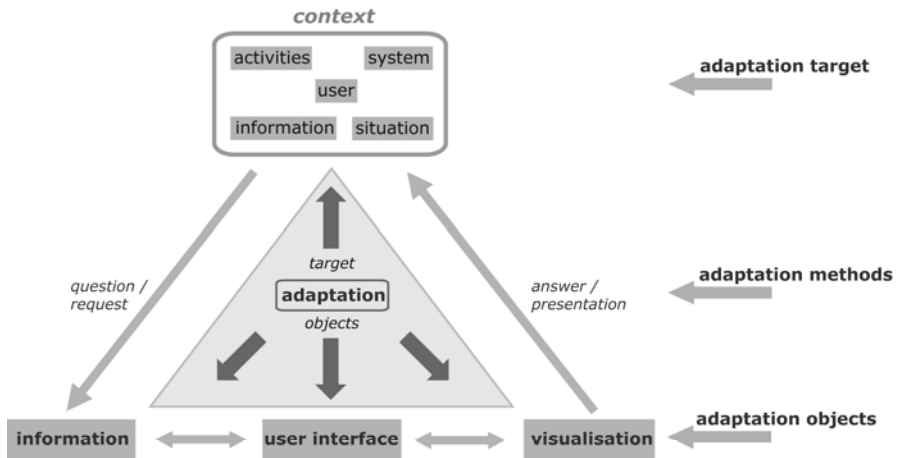 context
activities system
user
information situation
adaptation target
question /
request
target
adaptation
objects
answer /
presentation
adaptation methods
information user interface visualisation
adaptation objects